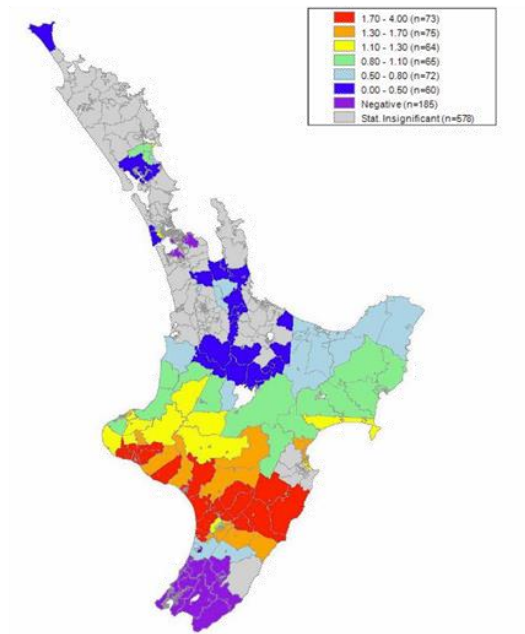 1.70 - 4.00 (n=73)
1.30 - 1.70 (n=75)
1.10 - 1.30 (n=64)
0.80 - 1.10 (n=65)
0.50 - 0.80 (n=72)
0.00 - 0.50 (n=60)
Negative (n=185)
Stat. Insignificant (n=578)